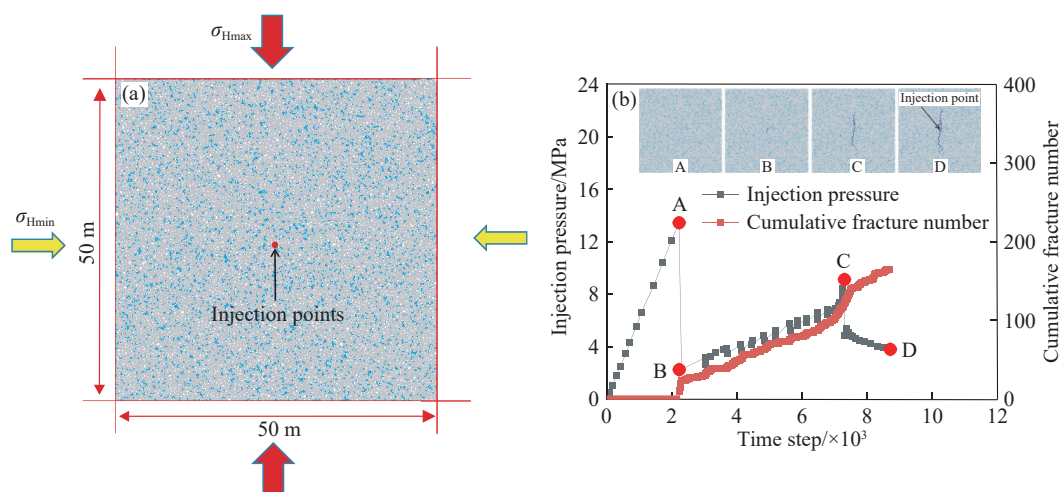 σHmax
(a)
σHmin
50 m
Injection points
50 m
(b)
Injection pressure/MPa
24
20
16
12
8
4
0
Injection point
A
B
C
D
Injection pressure
Cumulative fracture number
A
B
C
D
400
300
200
100
0
Cumulative fracture number
0
2
4
6
8
10
12
Time step/×10³